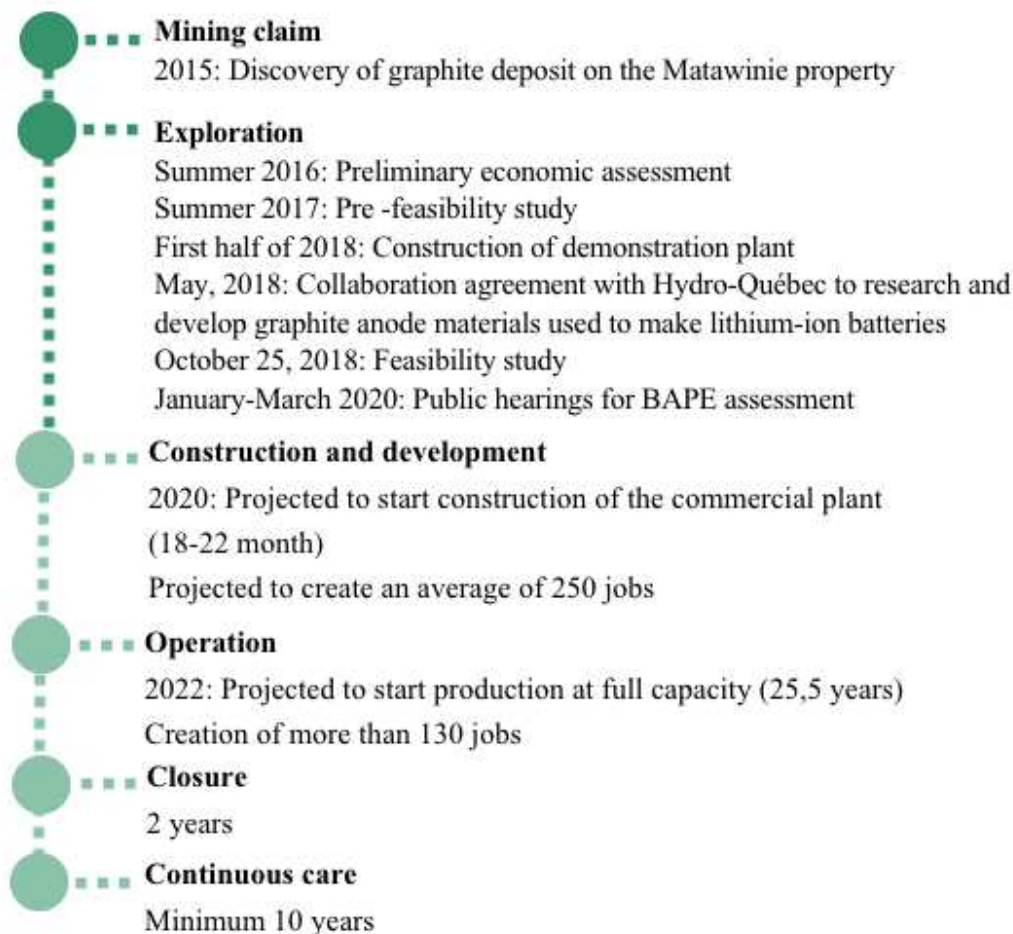 Mining claim
2015: Discovery of graphite deposit on the Matawinie property
Exploration
Summer 2016: Preliminary economic assessment
Summer 2017: Pre -feasibility study
First half of 2018: Construction of demonstration plant
May, 2018: Collaboration agreement with Hydro-Québec to research and
develop graphite anode materials used to make lithium-ion batteries
October 25, 2018: Feasibility study
January-March 2020: Public hearings for BAPE assessment
Construction and development
2020: Projected to start construction of the commercial plant
(18-22 month)
Projected to create an average of 250 jobs
Operation
2022: Projected to start production at full capacity (25,5 years)
Creation of more than 130 jobs
Closure
2 years
Continuous care
Minimum 10 years